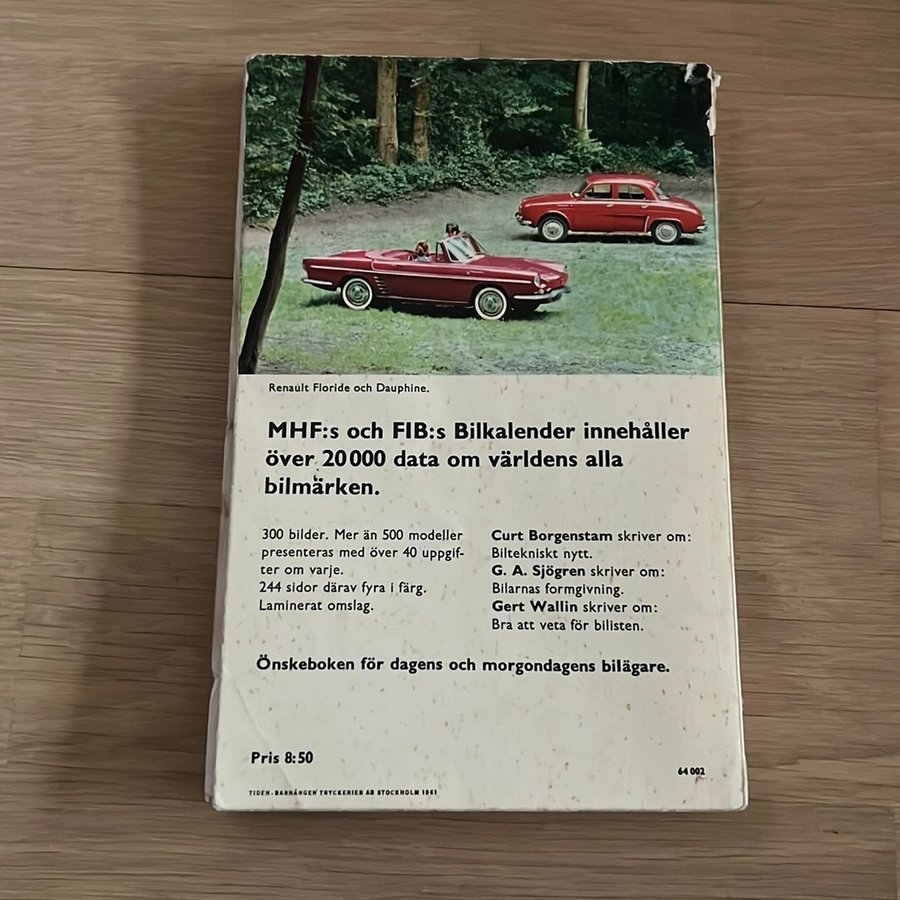 Renault Floride och Dauphine.
MHF:s och FIB:s Bilkalender innehåller
över 20000 data om världens alla
bilmärken.
300 bilder. Mer än 500 modeller
presenteras med över 40 uppgif-
ter om varje.
244 sidor därav fyra i färg.
Laminerat omslag.
Curt Borgenstam skriver om:
Biltekniskt nytt.
G. A. Sjögren skriver om:
Bilarnas formgivning.
Gert Wallin skriver om:
Bra att veta för bilisten.
Önskeboken för dagens och morgondagens bilägare.
Pris 8:50
64 002
TIDEN-BARNÄNGEN TRYCKERIER AB STOCKHOLM 1961